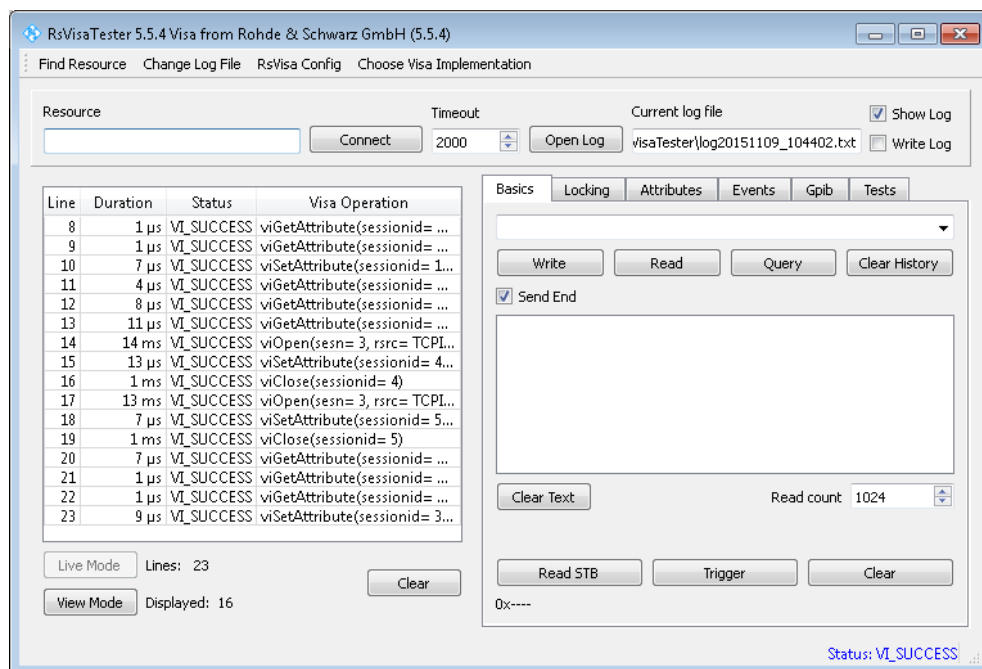 RsVisaTester 5.5.4 Visa from Rohde & Schwarz GmbH (5.5.4)
Find Resource Change Log File RsVisa Config Choose Visa Implementation
Resource Timeout Current log file Show Log
Connect 2000 Open Log visaTester\log20151109_104402.txt Write Log
Basics Locking Attributes Events Gpib Tests
Line Duration Status Visa Operation
8 1 µs VI_SUCCESS viGetAttribute(sessionid= ...
9 1 µs VI_SUCCESS viGetAttribute(sessionid= ...
10 7 µs VI_SUCCESS viSetAttribute(sessionid= 1...
11 4 µs VI_SUCCESS viGetAttribute(sessionid= ...
12 8 µs VI_SUCCESS viGetAttribute(sessionid= ...
13 11 µs VI_SUCCESS viGetAttribute(sessionid= ...
14 14 ms VI_SUCCESS viOpen(sesn= 3, rsrc= TCPI...
15 13 µs VI_SUCCESS viSetAttribute(sessionid= 4...
16 1 ms VI_SUCCESS viClose(sessionid= 4)
17 13 ms VI_SUCCESS viOpen(sesn= 3, rsrc= TCPI...
18 7 µs VI_SUCCESS viSetAttribute(sessionid= 5...
19 1 ms VI_SUCCESS viClose(sessionid= 5)
20 7 µs VI_SUCCESS viGetAttribute(sessionid= ...
21 1 µs VI_SUCCESS viGetAttribute(sessionid= ...
22 1 µs VI_SUCCESS viGetAttribute(sessionid= ...
23 9 µs VI_SUCCESS viSetAttribute(sessionid= 3...
Live Mode Lines: 23
Clear
View Mode Displayed: 16
Write Read Query Clear History
Send End
Clear Text Read count 1024
Read STB Trigger Clear
0x----
Status: VI_SUCCESS